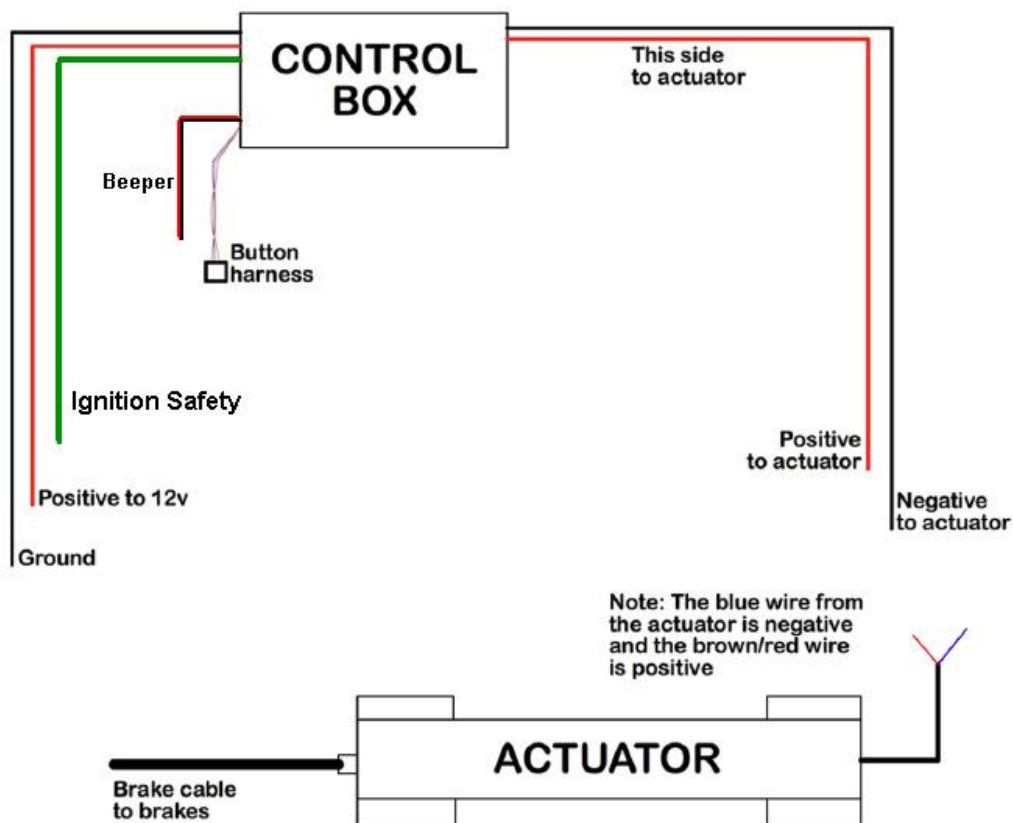 CONTROL
BOX
This side
to actuator
Beeper
Button
harness
Ignition Safety
Positive
to actuator
Positive to 12v
Negative
to actuator
Ground
Note: The blue wire from
the actuator is negative
and the brown/red wire
is positive
ACTUATOR
Brake cable
to brakes